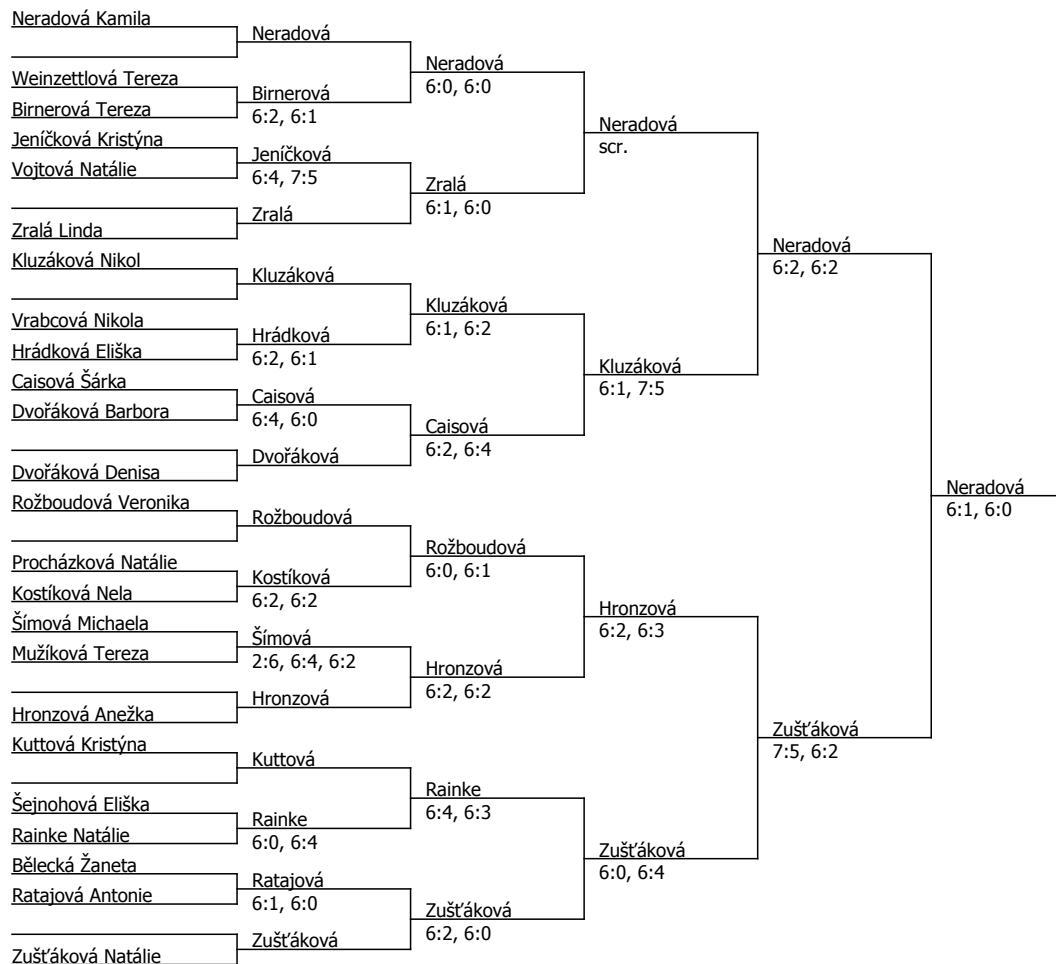 Neradová Kamila
Weinzettlová Tereza
Birnerová Tereza
Jeníčková Kristýna
Vojtová Natálie
Zralá Linda
Kluzáková Nikol
Vrabcová Nikola
Hrádková Eliška
Caisová Šárka
Dvořáková Barbora
Dvořáková Denisa
Rožboudová Veronika
Procházková Natálie
Kostíková Nela
Šímová Michaela
Mužíková Tereza
Hronzová Anežka
Kuttová Kristýna
Šejnohová Eliška
Rainke Natálie
Bělecká Žaneta
Ratajová Antonie
Zušťáková Natálie
Neradová
Birnerová
6:2, 6:1
Jeníčková
6:4, 7:5
Zralá
Kluzáková
Hrádková
6:2, 6:1
Caisová
6:4, 6:0
Dvořáková
Rožboudová
Kostíková
6:2, 6:2
Šímová
2:6, 6:4, 6:2
Hronzová
Kuttová
Rainke
6:0, 6:4
Ratajová
6:1, 6:0
Zušťáková
Neradová
6:0, 6:0
Zralá
6:1, 6:0
Kluzáková
6:1, 6:2
Caisová
6:2, 6:4
Rožboudová
6:0, 6:1
Hronzová
6:2, 6:2
Rainke
6:4, 6:3
Zušťáková
6:2, 6:0
Neradová
scr.
Kluzáková
6:1, 7:5
Hronzová
6:2, 6:3
Zušťáková
6:0, 6:4
Neradová
6:2, 6:2
Zušťáková
7:5, 6:2
Neradová
6:1, 6:0